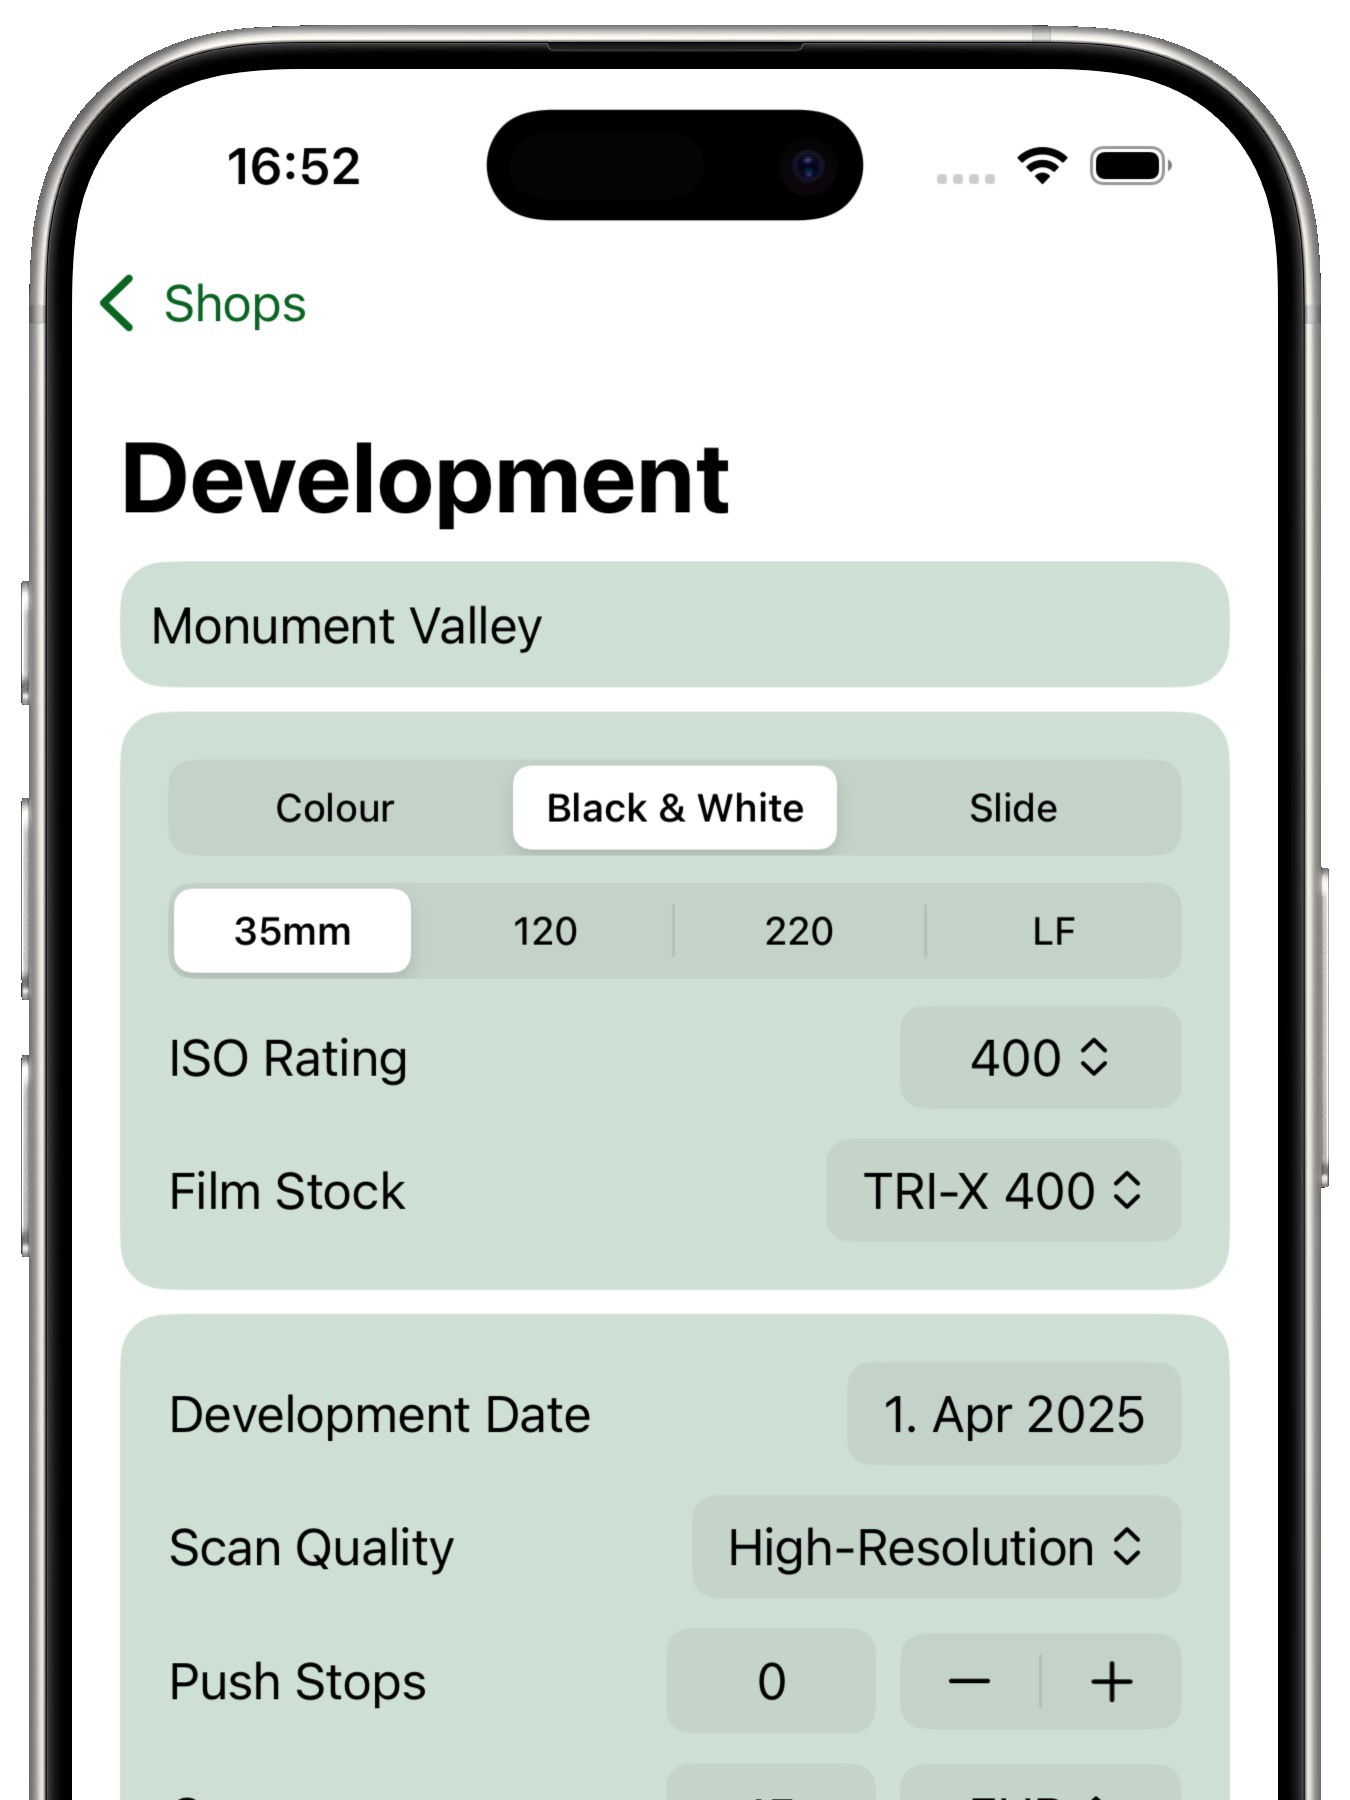 16:52
Shops
Development
Monument Valley
Colour Black & White Slide
35mm 120 220 LF
ISO Rating 400
Film Stock TRI-X 400
Development Date 1. Apr 2025
Scan Quality High-Resolution
Push Stops 0 — +